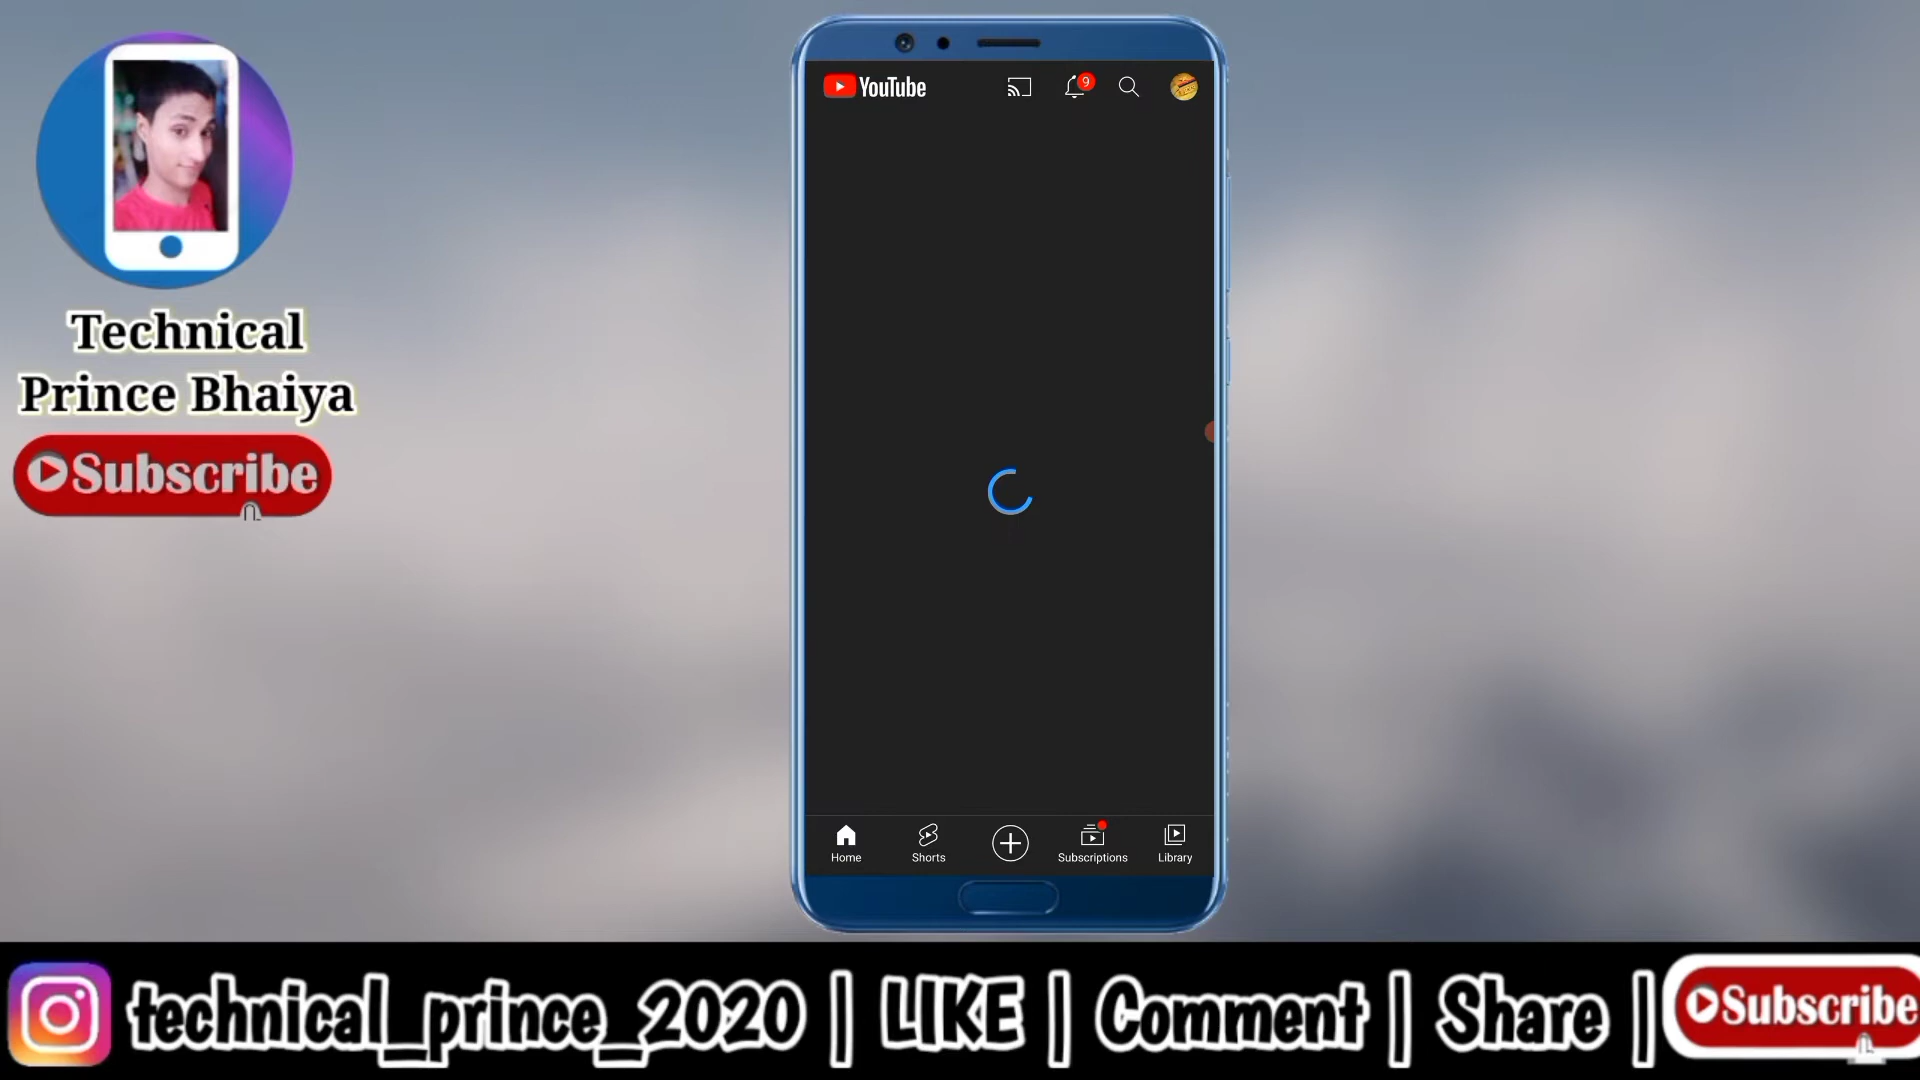 YouTube
9
Technical
Prince Bhaiya
Subscribe
Home
Shorts
Subscriptions
Library
technical_prince_2020 | LIKE | Comment | Share |
Subscribe